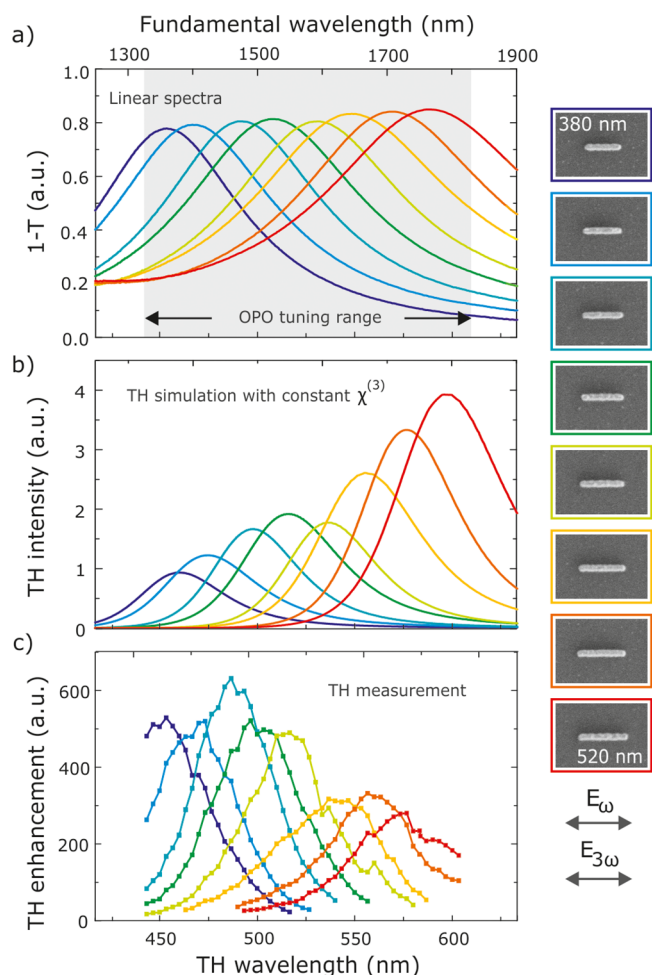 Fundamental wavelength (nm)
a)
1300 1500 1700 1900
1.0
0.8
0.6
0.4
0.2
0.0
1-T (a.u.)
Linear spectra
OPO tuning range
b)
4
3
2
1
0
TH intensity (a.u.)
TH simulation with constant χ(3)
c)
600
400
200
0
TH enhancement (a.u.)
TH measurement
450 500 550 600
TH wavelength (nm)
380 nm
520 nm
Eω
E3ω